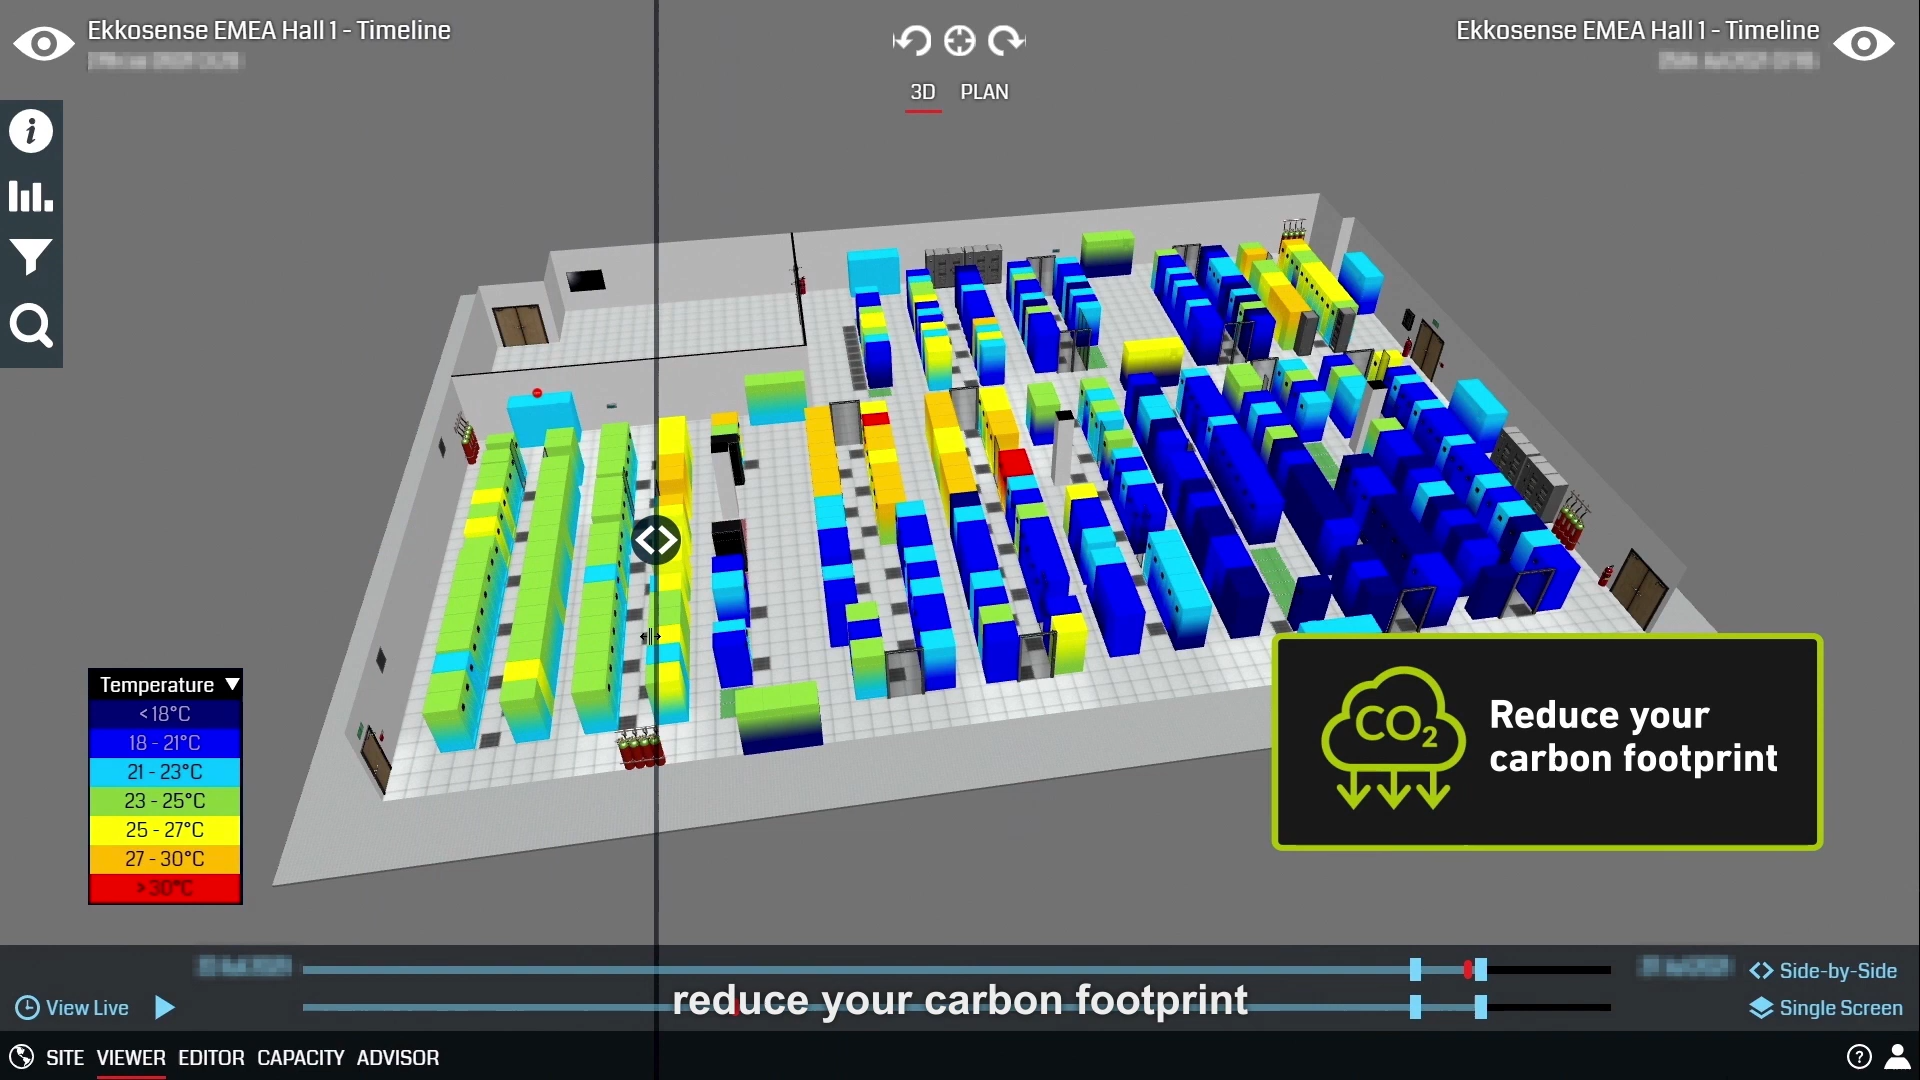 Ekkosense EMEA Hall 1 - Timeline
Ekkosense EMEA Hall 1 - Timeline
3D PLAN
Temperature
<18°C
18 - 21°C
21 - 23°C
23 - 25°C
25 - 27°C
27 - 30°C
>30°C
CO2
Reduce your
carbon footprint
Side-by-Side
reduce your carbon footprint
View Live
Single Screen
SITE VIEWER EDITOR CAPACITY ADVISOR